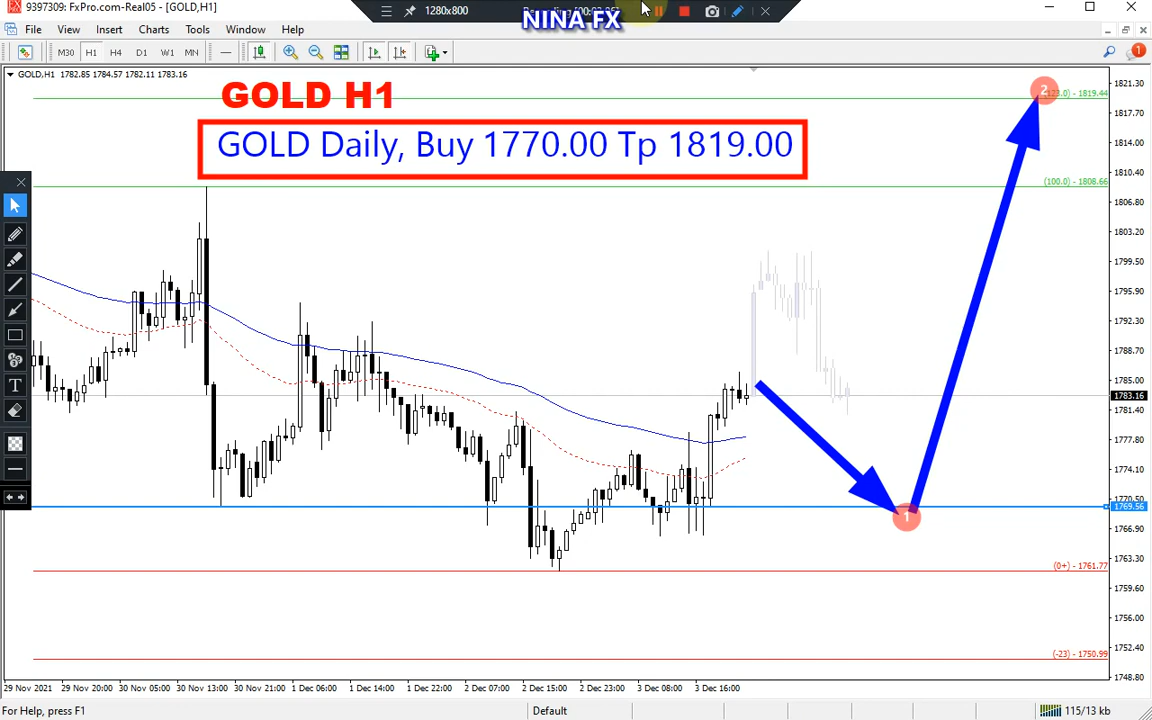 9397309: FxPro.com-Real05 - [GOLD,H1]
1280x800
NINA FX
File View Insert Charts Tools Window Help
M30 H1 H4 D1 W1 MN
1
GOLD,H1 1782.85 1784.57 1782.11 1783.16
GOLD H1
GOLD Daily, Buy 1770.00 Tp 1819.00
2
1819.44
(100.0) - 1808.66
1
(0+) - 1761.77
(-23) - 1750.99
T
1821.30
1817.70
1814.00
1810.40
1806.80
1803.20
1799.50
1795.90
1792.30
1788.70
1785.00
1783.16
1781.40
1777.80
1774.10
1770.50
1769.56
1766.90
1763.30
1759.60
1756.00
1752.40
1748.80
29 Nov 2021 29 Nov 20:00 30 Nov 05:00 30 Nov 13:00 30 Nov 21:00 1 Dec 06:00 1 Dec 14:00 1 Dec 22:00 2 Dec 07:00 2 Dec 15:00 2 Dec 23:00 3 Dec 08:00 3 Dec 16:00
For Help, press F1
Default
115/13 kb